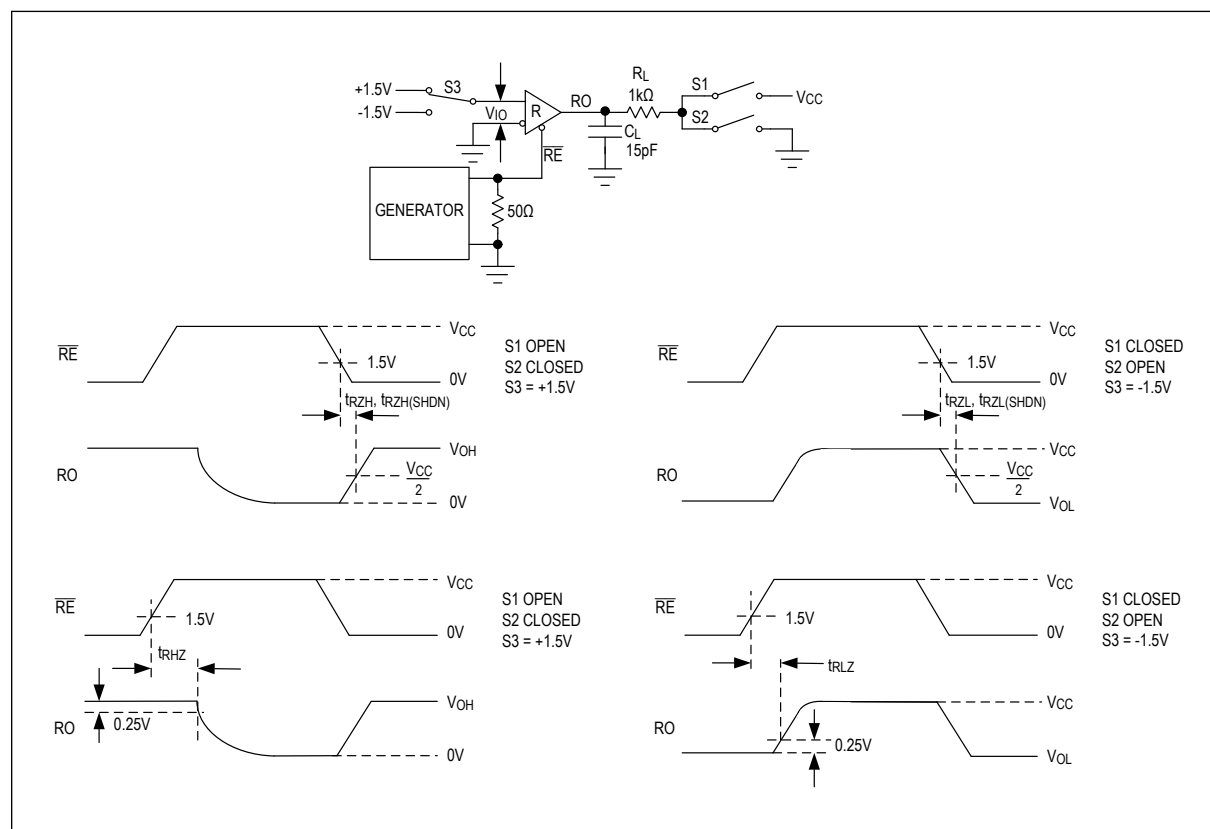 +1.5V
-1.5V
S3
VIO
R
RE
RO
RL
1kΩ
CL
15pF
S1
S2
VCC
GENERATOR
50Ω
RE
VCC
1.5V
0V
S1 OPEN
S2 CLOSED
S3 = +1.5V
tRZH, tRZH(SHDN)
RO
VOH
VCC
2
0V
RE
VCC
1.5V
0V
S1 CLOSED
S2 OPEN
S3 = -1.5V
tRZL, tRZL(SHDN)
RO
VCC
VCC
2
VOL
RE
VCC
1.5V
0V
S1 OPEN
S2 CLOSED
S3 = +1.5V
tRHZ
RO
0.25V
VOH
0V
RE
VCC
1.5V
0V
S1 CLOSED
S2 OPEN
S3 = -1.5V
tRLZ
RO
0.25V
VCC
VOL